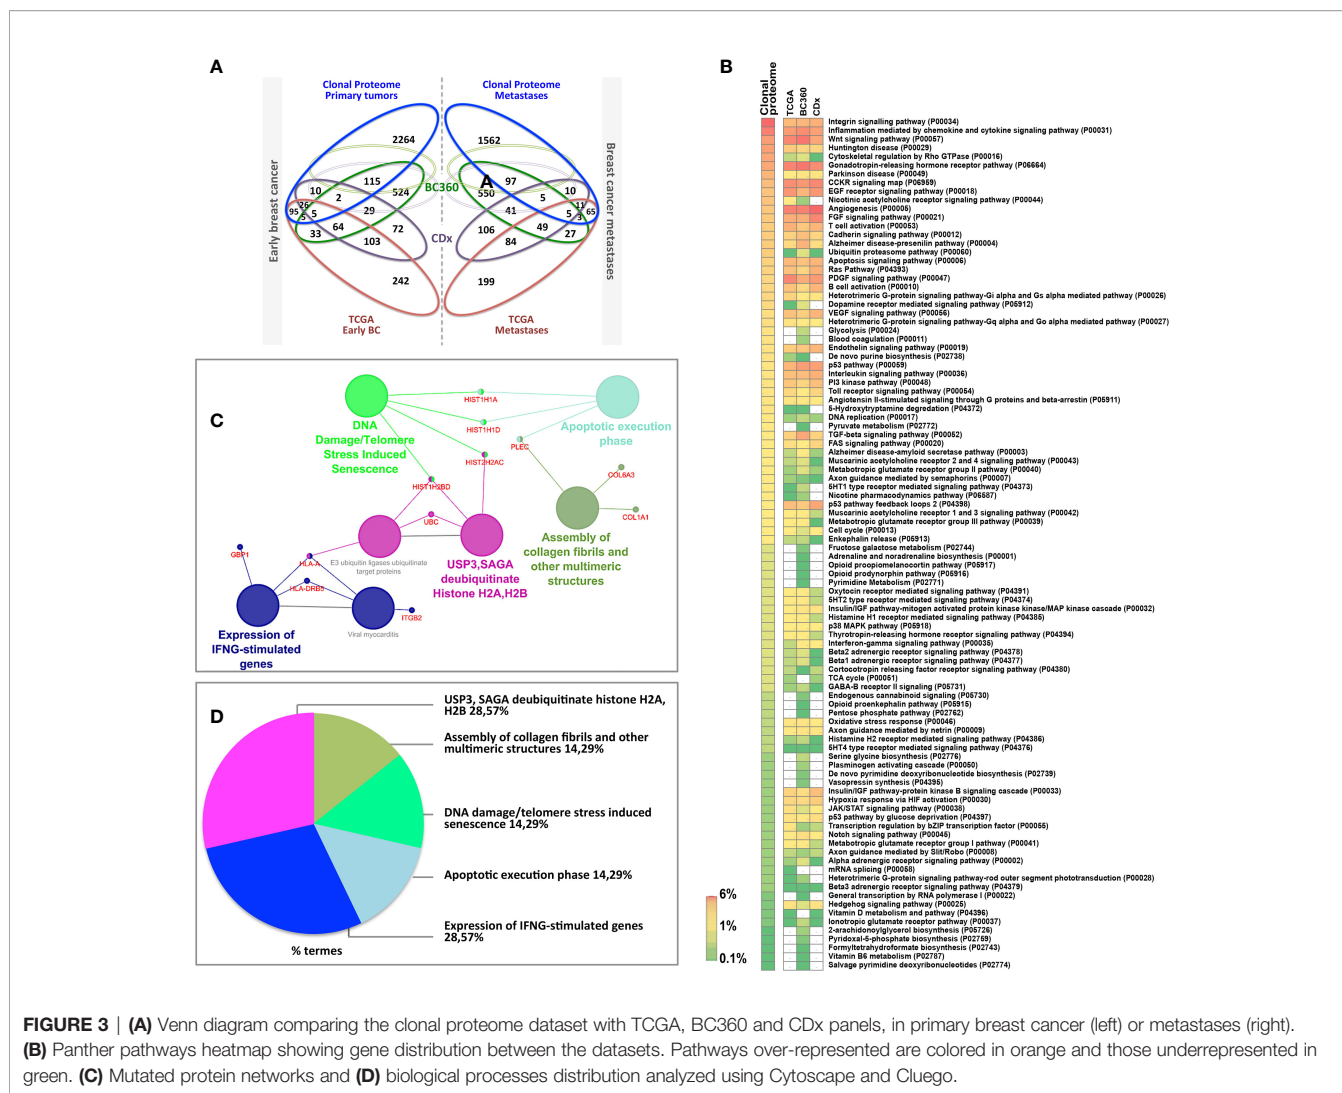 A
Clonal Proteome
Primary tumors
Clonal Proteome
Metastases
Early breast cancer
Breast cancer metastases
2264
1562
115
524
BC360
A
97
550
10
2
10
5
26
95
5
5
29
41
11
5
3
65
33
64
72
106
49
27
103
CDx
84
242
199
TCGA
Early BC
TCGA
Metastases
C
DNA
Damage/Telomere
Stress Induced
Senescence
HIST1H1A
HIST1H1D
HIST2H2AC
PLEC
Apoptotic execution
phase
HIST1H2BD
UBC
COL6A3
COL1A1
GBP1
HLA-A
HLA-DRB5
ITGB2
E3 ubiquitin ligases ubiquitinate
target proteins
USP3,SAGA
deubiquitinate
Histone H2A,H2B
Assembly of
collagen fibrils and
other multimeric
structures
Expression of
IFNG-stimulated
genes
Viral myocarditis
D
USP3, SAGA deubiquitinate histone H2A,
H2B 28,57%
Assembly of collagen fibrils and other
multimeric structures 14,29%
DNA damage/telomere stress induced
senescence 14,29%
Apoptotic execution phase 14,29%
Expression of IFNG-stimulated genes
28,57%
% termes
B
Clonal
proteome
TCGA
BC360
CDx
Integrin signalling pathway (P00034)
Inflammation mediated by chemokine and cytokine signaling pathway (P00031)
Wnt signaling pathway (P00057)
Huntington disease (P00029)
Cytoskeletal regulation by Rho GTPase (P00016)
Gonadotropin-releasing hormone receptor pathway (P06664)
Parkinson disease (P00049)
CCKR signaling map (P06959)
EGF receptor signaling pathway (P00018)
Nicotinic acetylcholine receptor signaling pathway (P00044)
Angiogenesis (P00005)
FGF signaling pathway (P00021)
T cell activation (P00053)
Cadherin signaling pathway (P00012)
Alzheimer disease-presenilin pathway (P00004)
Ubiquitin proteasome pathway (P00060)
Apoptosis signaling pathway (P00006)
Ras Pathway (P04393)
PDGF signaling pathway (P00047)
B cell activation (P00010)
Heterotrimeric G-protein signaling pathway-Gi alpha and Gs alpha mediated pathway (P00026)
Dopamine receptor mediated signaling pathway (P05912)
VEGF signaling pathway (P00056)
Heterotrimeric G-protein signaling pathway-Gq alpha and Go alpha mediated pathway (P00027)
Glycolysis (P00024)
Blood coagulation (P00011)
Endothelin signaling pathway (P00019)
De novo purine biosynthesis (P02738)
p53 pathway (P00059)
Interleukin signaling pathway (P00036)
PI3 kinase pathway (P00048)
Toll receptor signaling pathway (P00054)
Angiotensin II-stimulated signaling through G proteins and beta-arrestin (P05911)
5-Hydroxytryptamine degredation (P04372)
DNA replication (P00017)
Pyruvate metabolism (P02772)
TGF-beta signaling pathway (P00052)
FAS signaling pathway (P00020)
Alzheimer disease-amyloid secretase pathway (P00003)
Muscarinic acetylcholine receptor 2 and 4 signaling pathway (P00043)
Metabotropic glutamate receptor group II pathway (P00040)
Axon guidance mediated by semaphorins (P00007)
5HT1 type receptor mediated signaling pathway (P04373)
Nicotine pharmacodynamics pathway (P06587)
p53 pathway feedback loops 2 (P04398)
Muscarinic acetylcholine receptor 1 and 3 signaling pathway (P00042)
Metabotropic glutamate receptor group III pathway (P00039)
Cell cycle (P00013)
Enkephalin release (P05913)
Fructose galactose metabolism (P02744)
Adrenaline and noradrenaline biosynthesis (P00001)
Opioid proopiomelanocortin pathway (P05917)
Opioid prodynorphin pathway (P05916)
Pyrimidine Metabolism (P02771)
Oxytocin receptor mediated signaling pathway (P04391)
5HT2 type receptor mediated signaling pathway (P04374)
Insulin/IGF pathway-mitogen activated protein kinase kinase/MAP kinase cascade (P00032)
Histamine H1 receptor mediated signaling pathway (P04385)
p38 MAPK pathway (P05918)
Thyrotropin-releasing hormone receptor signaling pathway (P04394)
Interferon-gamma signaling pathway (P00035)
Beta2 adrenergic receptor signaling pathway (P04378)
Beta1 adrenergic receptor signaling pathway (P04377)
Cortocotropin releasing factor receptor signaling pathway (P04380)
TCA cycle (P00051)
GABA-B receptor II signaling (P05731)
Endogenous cannabinoid signaling (P05730)
Opioid proenkephalin pathway (P05915)
Pentose phosphate pathway (P02762)
Oxidative stress response (P00046)
Axon guidance mediated by netrin (P00009)
Histamine H2 receptor mediated signaling pathway (P04386)
5HT4 type receptor mediated signaling pathway (P04376)
Serine glycine biosynthesis (P02776)
Plasminogen activating cascade (P00050)
De novo pyrimidine deoxyribonucleotide biosynthesis (P02739)
Vasopressin synthesis (P04395)
Insulin/IGF pathway-protein kinase B signaling cascade (P00033)
Hypoxia response via HIF activation (P00030)
JAK/STAT signaling pathway (P00038)
p53 pathway by glucose deprivation (P04397)
Transcription regulation by bZIP transcription factor (P00055)
Notch signaling pathway (P00045)
Metabotropic glutamate receptor group I pathway (P00041)
Axon guidance mediated by Slit/Robo (P00008)
Alpha adrenergic receptor signaling pathway (P00002)
mRNA splicing (P00058)
Heterotrimeric G-protein signaling pathway-rod outer segment phototransduction (P00028)
Beta3 adrenergic receptor signaling pathway (P04379)
General transcription by RNA polymerase I (P00022)
Hedgehog signaling pathway (P00025)
Vitamin D metabolism and pathway (P04396)
Ionotropic glutamate receptor pathway (P00037)
2-arachidonoylglycerol biosynthesis (P05726)
Pyridoxal-5-phosphate biosynthesis (P02759)
Formyltetrahydroformate biosynthesis (P02743)
Vitamin B6 metabolism (P02787)
Salvage pyrimidine deoxyribonucleotides (P02774)
6%
1%
0.1%
FIGURE 3 | (A) Venn diagram comparing the clonal proteome dataset with TCGA, BC360 and CDx panels, in primary breast cancer (left) or metastases (right).
(B) Panther pathways heatmap showing gene distribution between the datasets. Pathways over-represented are colored in orange and those underrepresented in
green. (C) Mutated protein networks and (D) biological processes distribution analyzed using Cytoscape and Cluego.